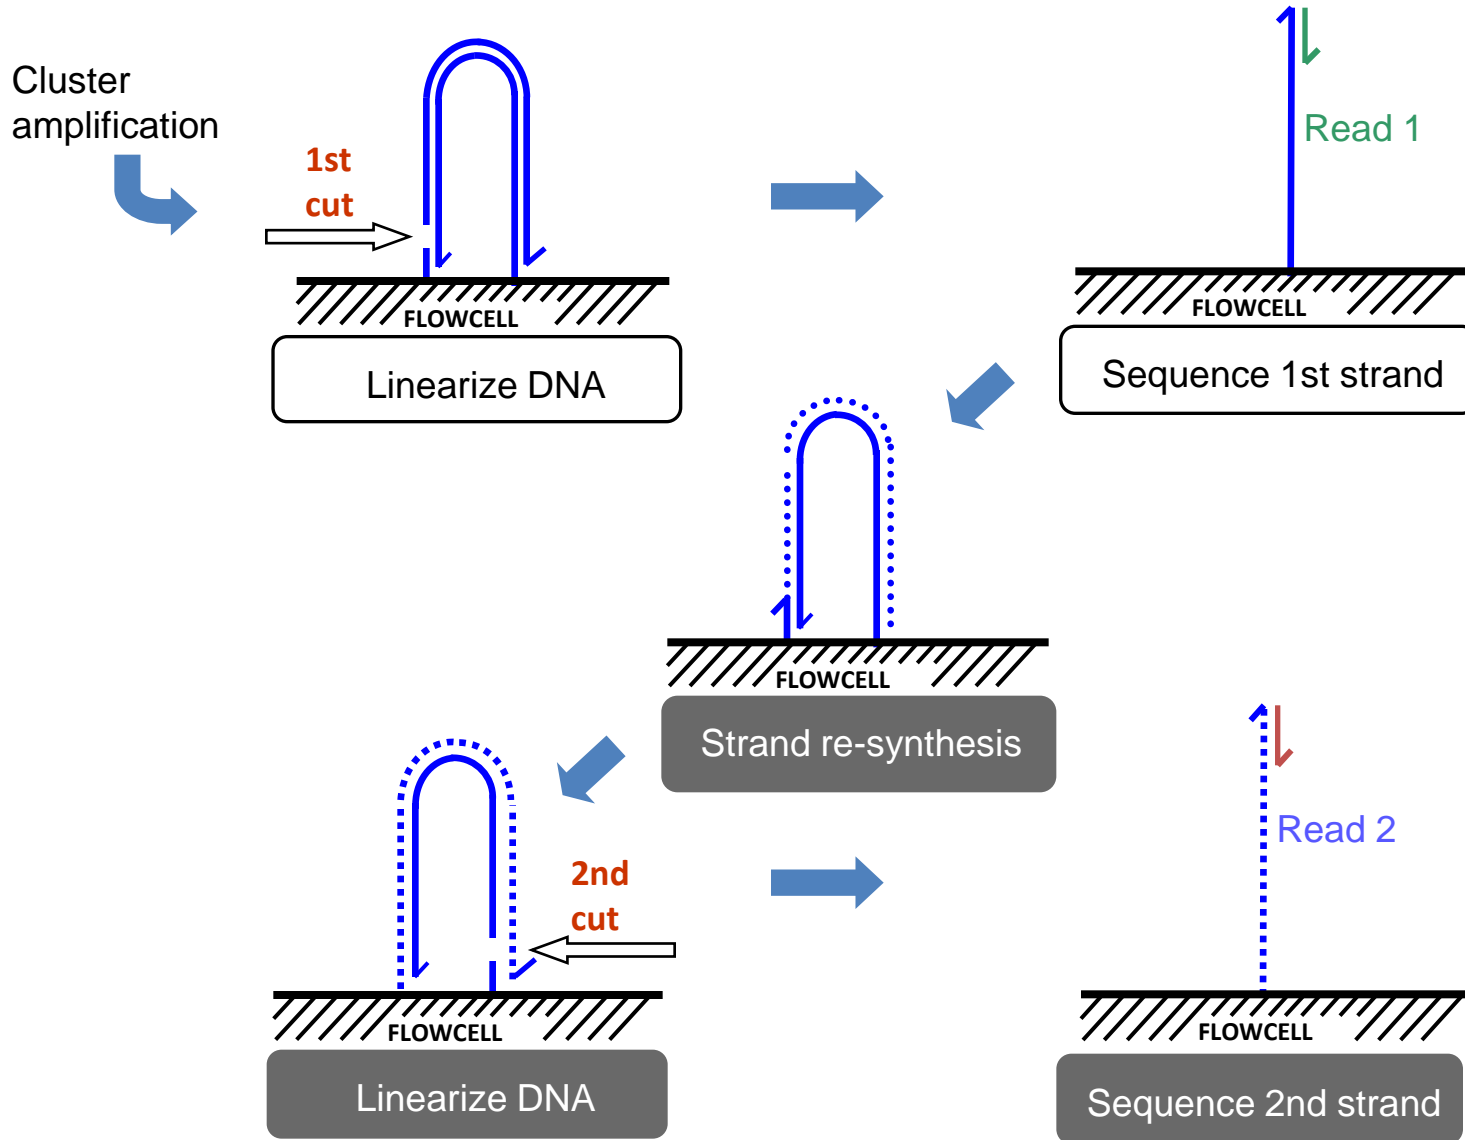 Cluster
amplification
1st
cut
FLOWCELL
Linearize DNA
Read 1
FLOWCELL
Sequence 1st strand
FLOWCELL
Strand re-synthesis
2nd
cut
FLOWCELL
Linearize DNA
Read 2
FLOWCELL
Sequence 2nd strand